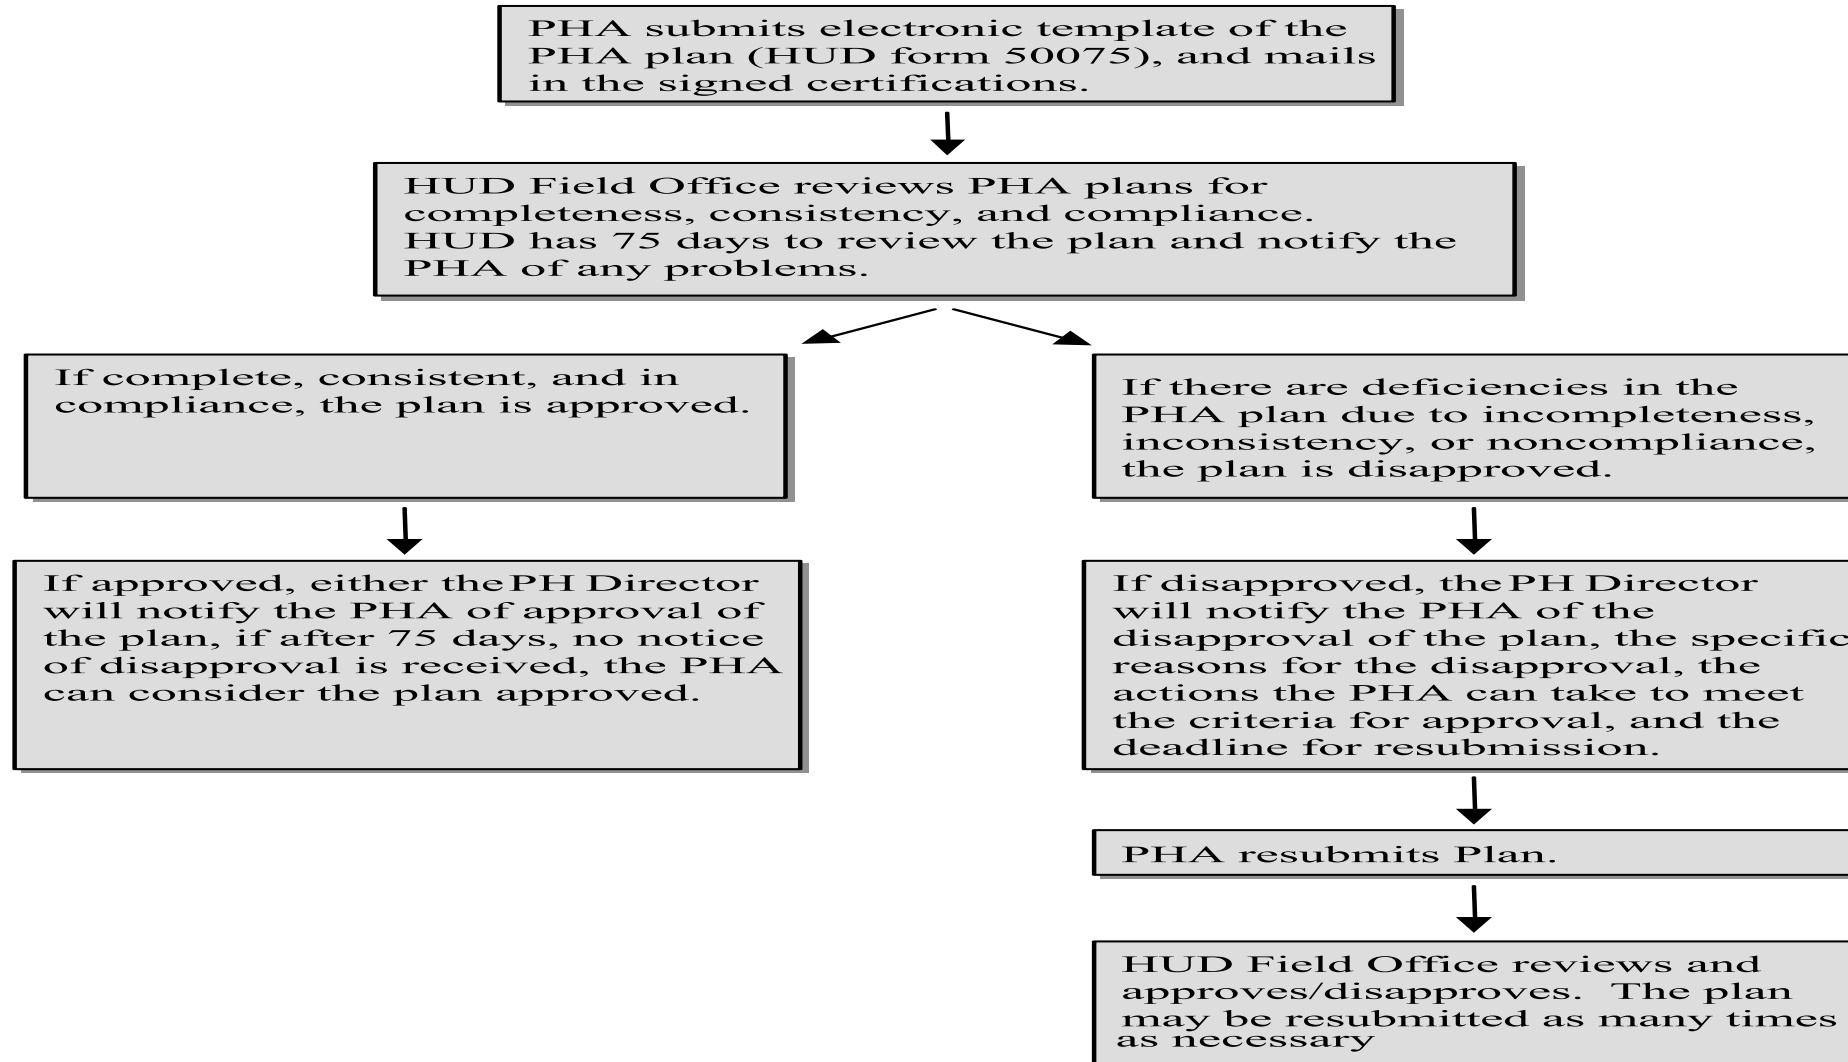 PHA submits electronic template of the
PHA plan (HUD form 50075), and mails
in the signed certifications.
HUD Field Office reviews PHA plans for
completeness, consistency, and compliance.
HUD has 75 days to review the plan and notify the
PHA of any problems.
If complete, consistent, and in
compliance, the plan is approved.
If there are deficiencies in the
PHA plan due to incompleteness,
inconsistency, or noncompliance,
the plan is disapproved.
If approved, either the PH Director
will notify the PHA of approval of
the plan, if after 75 days, no notice
of disapproval is received, the PHA
can consider the plan approved.
If disapproved, the PH Director
will notify the PHA of the
disapproval of the plan, the specific
reasons for the disapproval, the
actions the PHA can take to meet
the criteria for approval, and the
deadline for resubmission.
PHA resubmits Plan.
HUD Field Office reviews and
approves/disapproves.  The plan
may be resubmitted as many times
as necessary